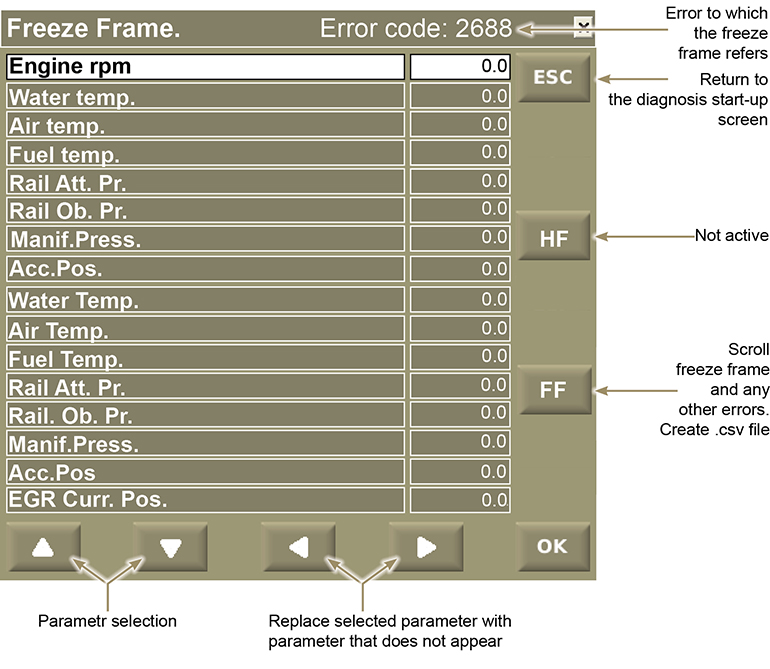 Freeze Frame. Error code: 2688
Error to which
the freeze
frame refers
Engine rpm 0.0
ESC
Return to
the diagnosis start-up
screen
Water temp. 0.0
Air temp. 0.0
Fuel temp. 0.0
Rail Att. Pr. 0.0
Rail Ob. Pr. 0.0
Manif.Press. 0.0
HF
Not active
Acc.Pos. 0.0
Water Temp. 0.0
Air Temp. 0.0
Fuel Temp. 0.0
Rail Att. Pr. 0.0
FF
Scroll
freeze frame
and any
other errors.
Create .csv file
Rail. Ob. Pr. 0.0
Manif.Press. 0.0
Acc.Pos 0.0
EGR Curr. Pos. 0.0
OK
Parametr selection
Replace selected parameter with
parameter that does not appear